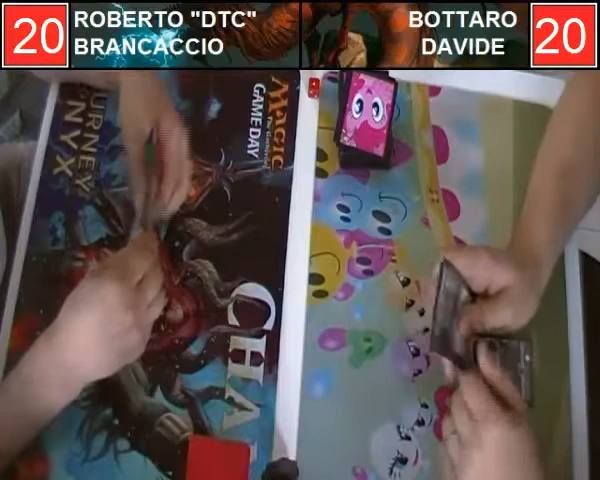 20
ROBERTO "DTC"
BRANCACCIO
BOTTARO
DAVIDE
20
MAGIC
The Gathering
GAME DAY
JOURNEY
NYX
CHA